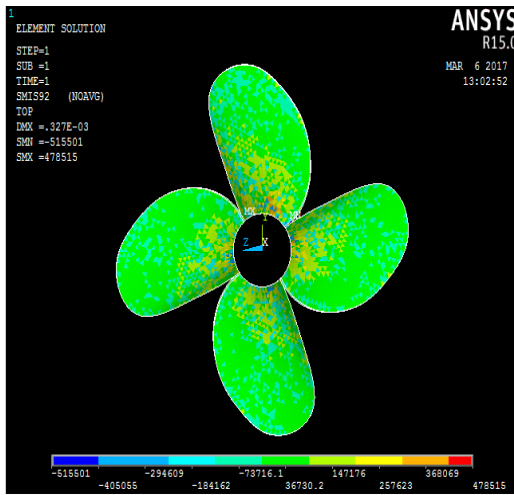 1
ELEMENT SOLUTION
STEP=1
SUB =1
TIME=1
SMIS92 (NOAVG)
TOP
DMX =.327E-03
SMN =-515501
SMX =478515
ANSYS
R15.0
MAR 6 2017
13:02:52
MX Y MN
Z X
-515501 -294609 -73716.1 147176 368069
-405055 -184162 36730.2 257623 478515